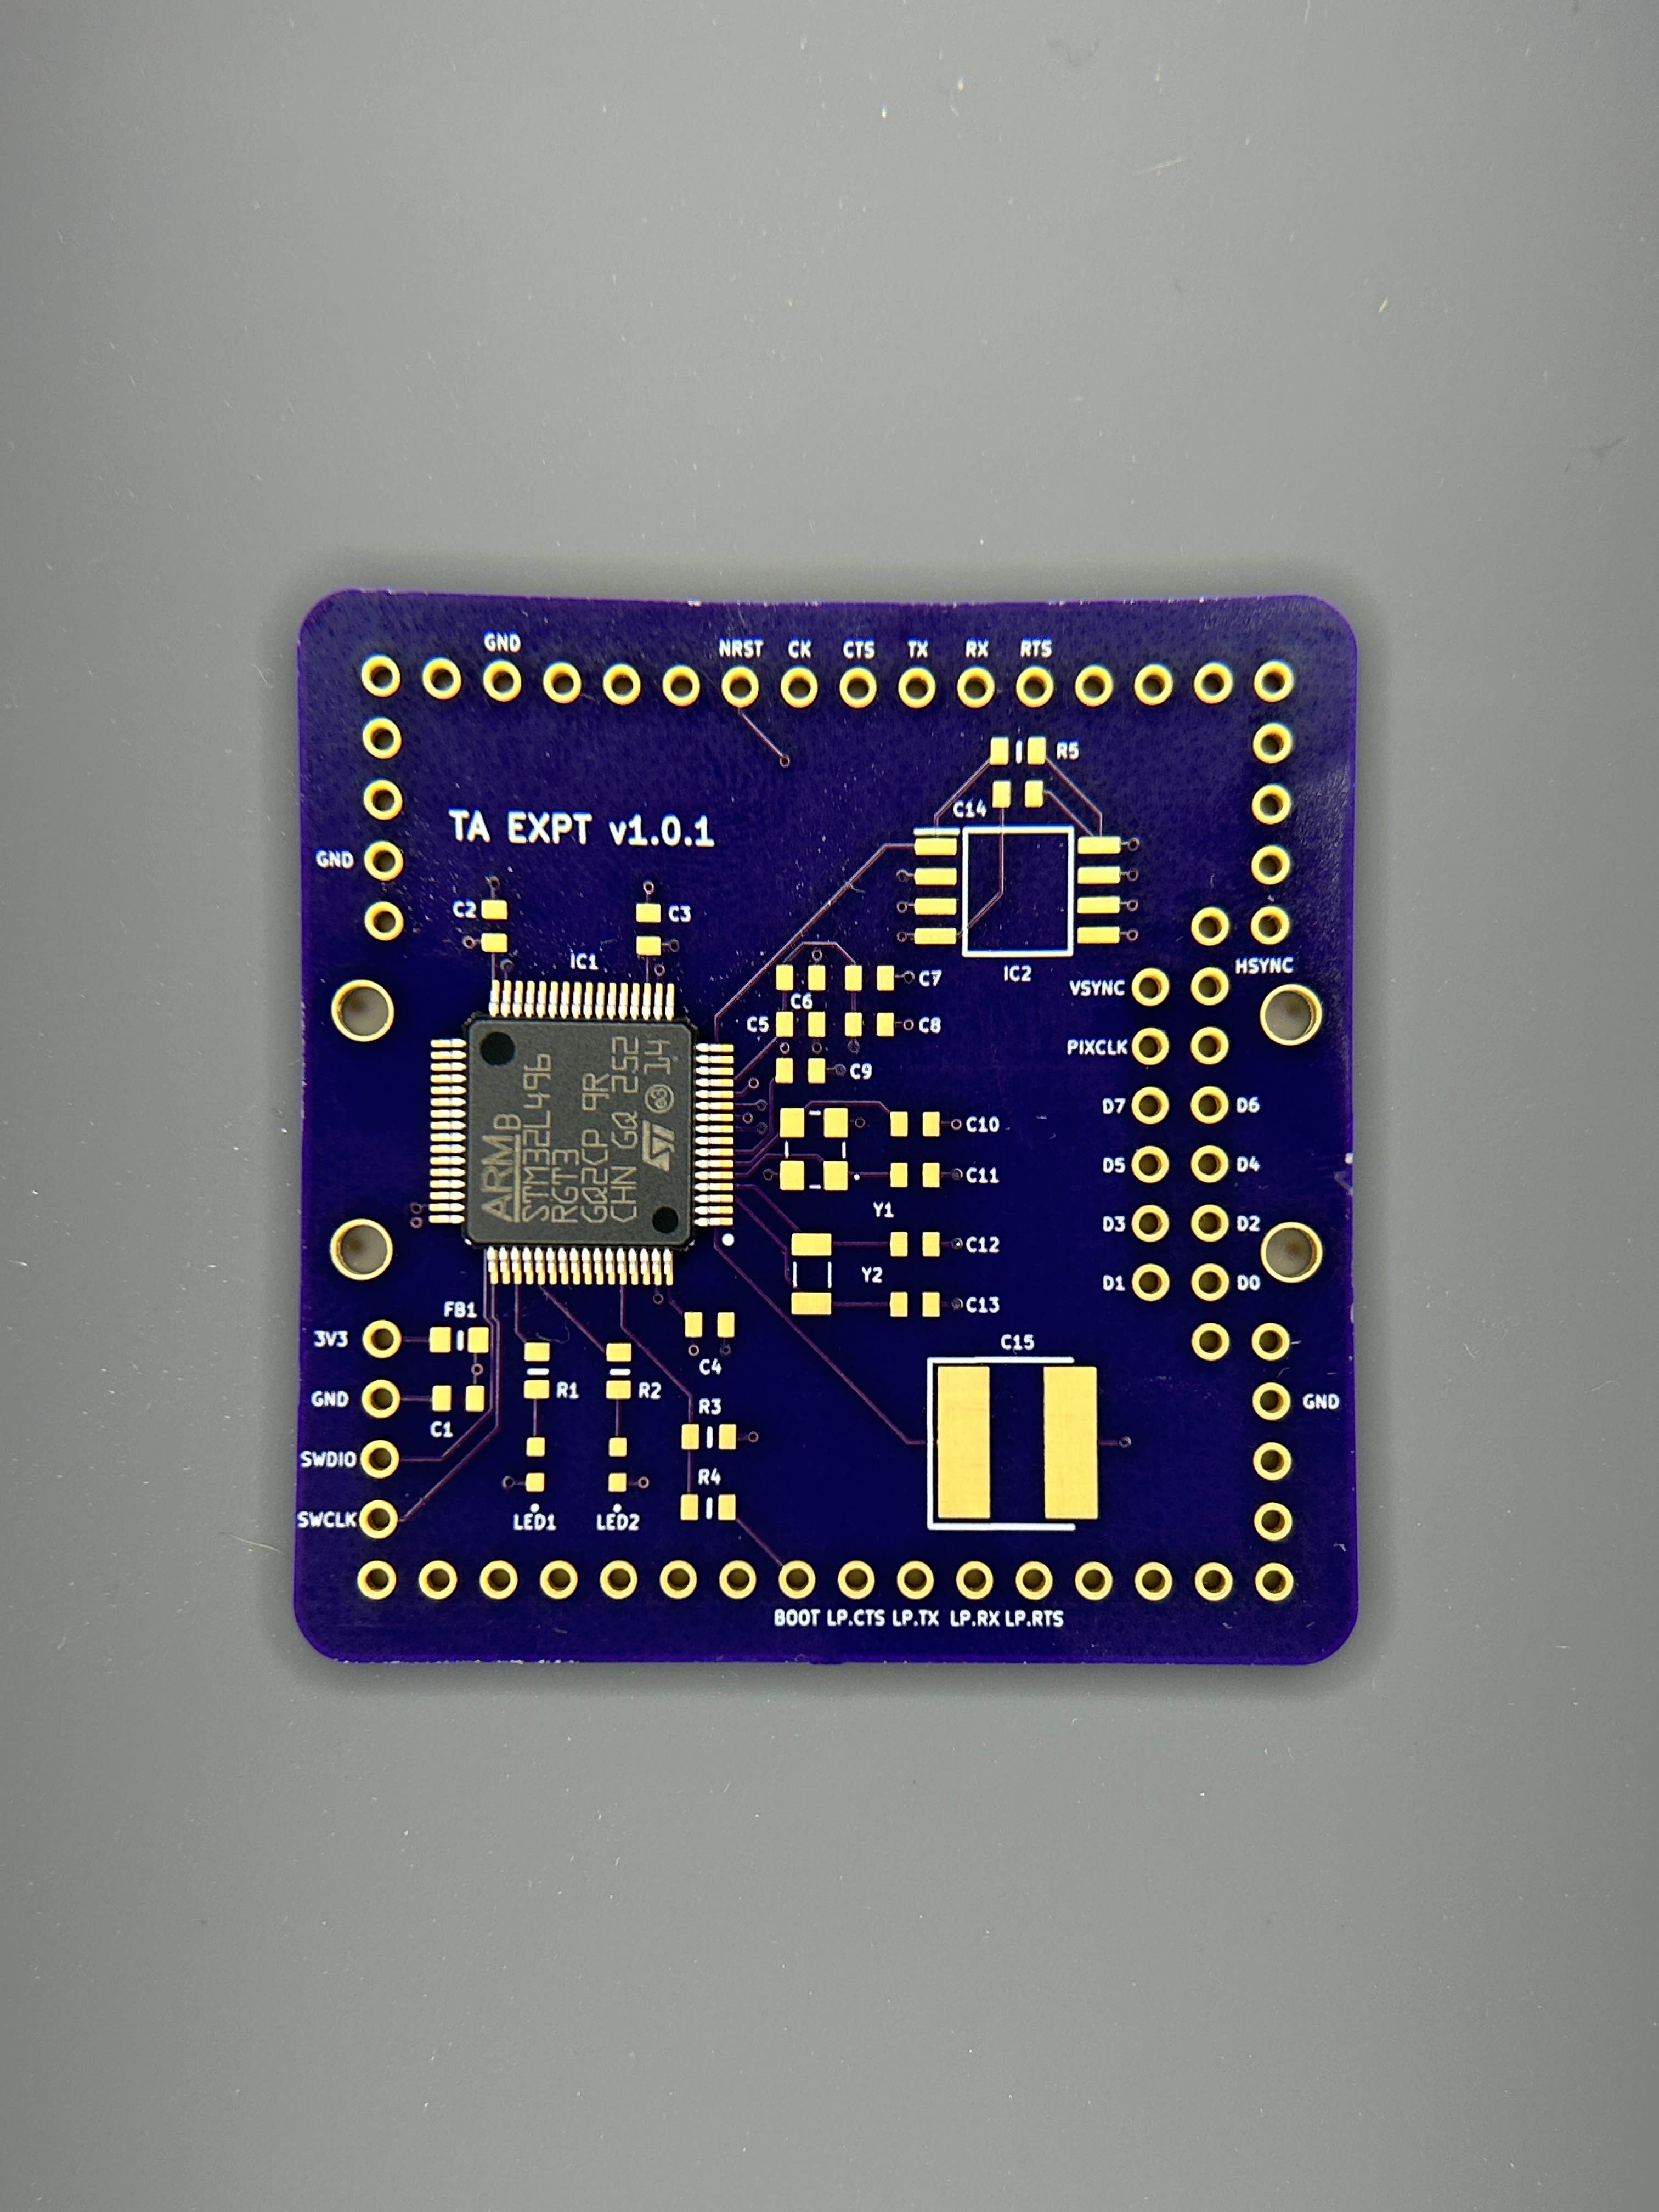 GND NRST CK CTS TX RX RTS
R5
C14
TA EXPT v1.0.1
GND
C2 C3
IC1
HSYNC
IC2
C7
VSYNC
C6
C5 C8
PIXCLK
C9
D7 D6
C10
D5 D4
C11
Y1
D3 D2
C12
Y2
D1 D0
C13
ARM B
STM32L496
RGT3
GQ2CP 9R
CHN GQ 252
ST e3 14
FB1
3V3
C15
C4
R1 R2
GND
C1
GND
R3
SWDIO
R4
SWCLK
LED1 LED2
BOOT LP.CTS LP.TX LP.RX LP.RTS